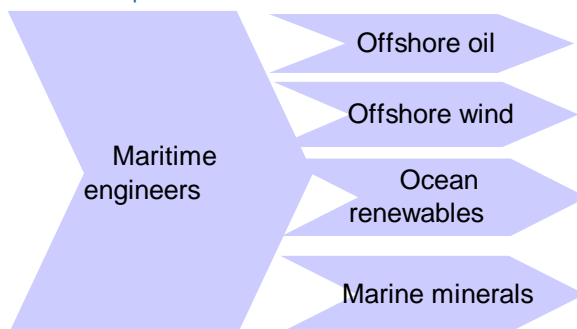 Maritime
engineers
Offshore oil
Offshore wind
Ocean
renewables
Marine minerals